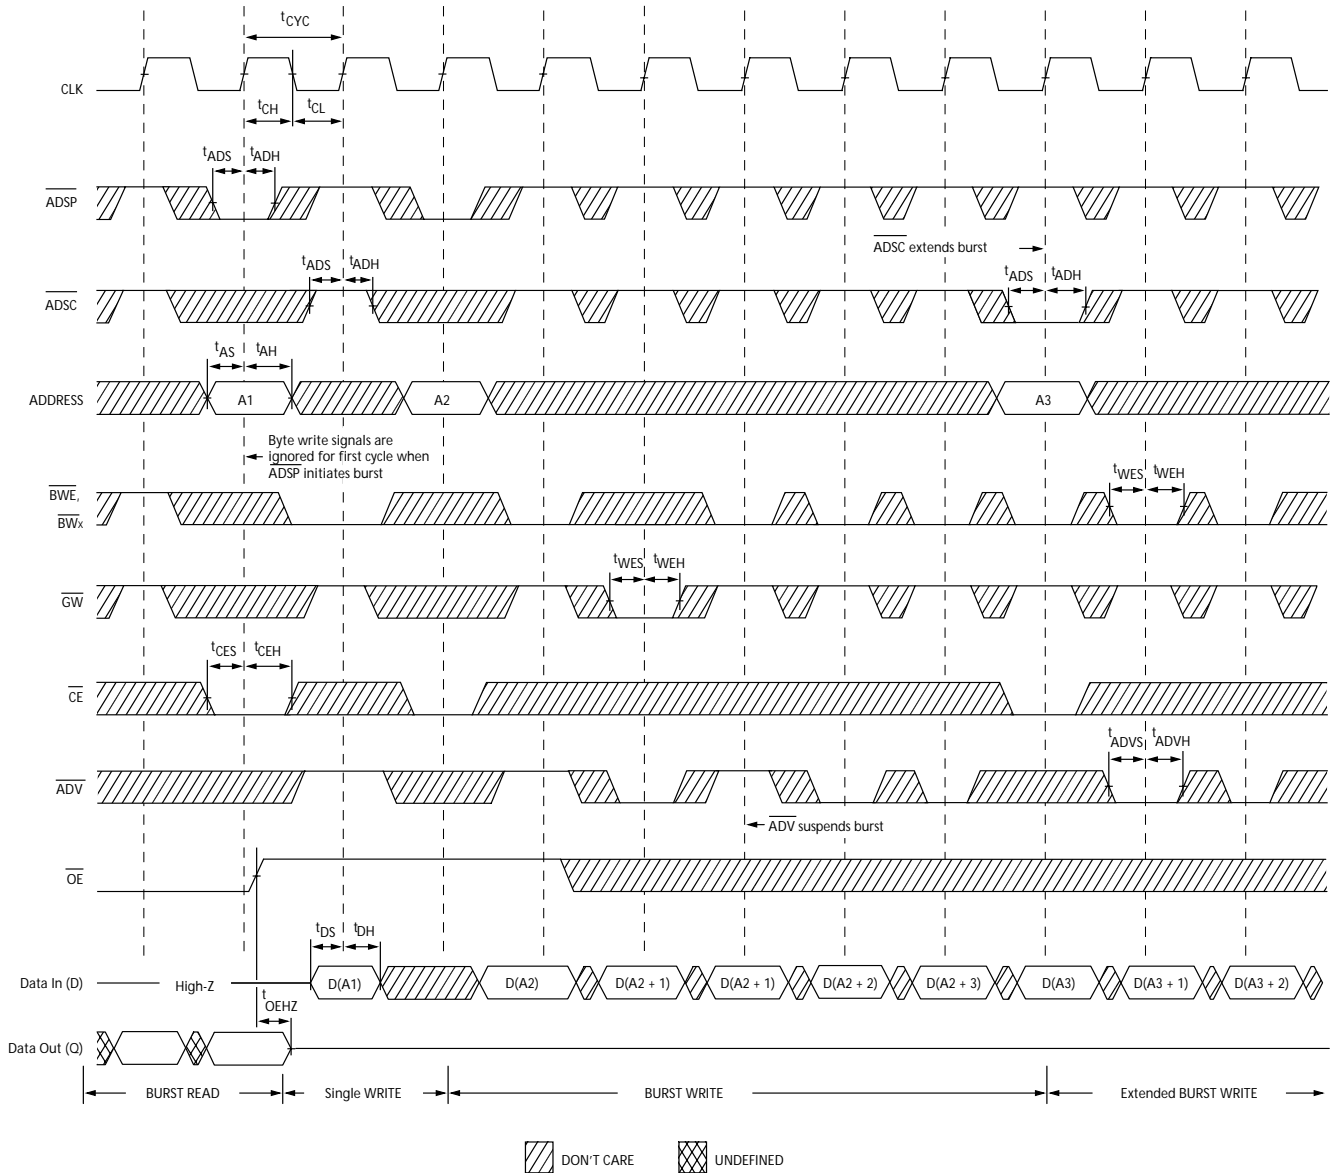 tCYC
CLK
tCH tCL
tADS tADH
ADSP
ADSC extends burst
tADS tADH tADS tADH
ADSC
tAS tAH
ADDRESS A1 A2 A3
Byte write signals are
ignored for first cycle when
ADSP initiates burst
tWES tWEH
BWE,
BWx
tWES tWEH
GW
tCES tCEH
CE
tADVS tADVH
ADV
ADV suspends burst
OE
tDS tDH
Data In (D) High-Z D(A1) D(A2) D(A2 + 1) D(A2 + 1) D(A2 + 2) D(A2 + 3) D(A3) D(A3 + 1) D(A3 + 2)
tOEHZ
Data Out (Q)
BURST READ Single WRITE BURST WRITE Extended BURST WRITE
DON'T CARE UNDEFINED